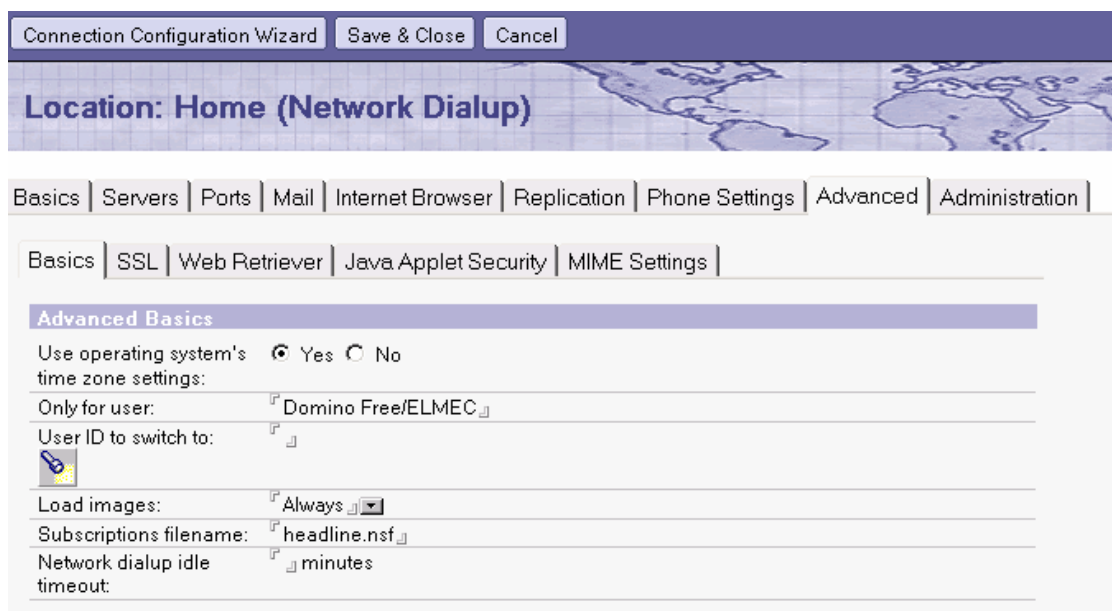 Connection Configuration Wizard Save & Close Cancel
Location: Home (Network Dialup)
Basics Servers Ports Mail Internet Browser Replication Phone Settings Advanced Administration
Basics SSL Web Retriever Java Applet Security MIME Settings
Advanced Basics
Use operating system's Yes No
time zone settings:
Only for user: Domino Free/ELMEC
User ID to switch to:
Load images: Always
Subscriptions filename: headline.nsf
Network dialup idle minutes
timeout: